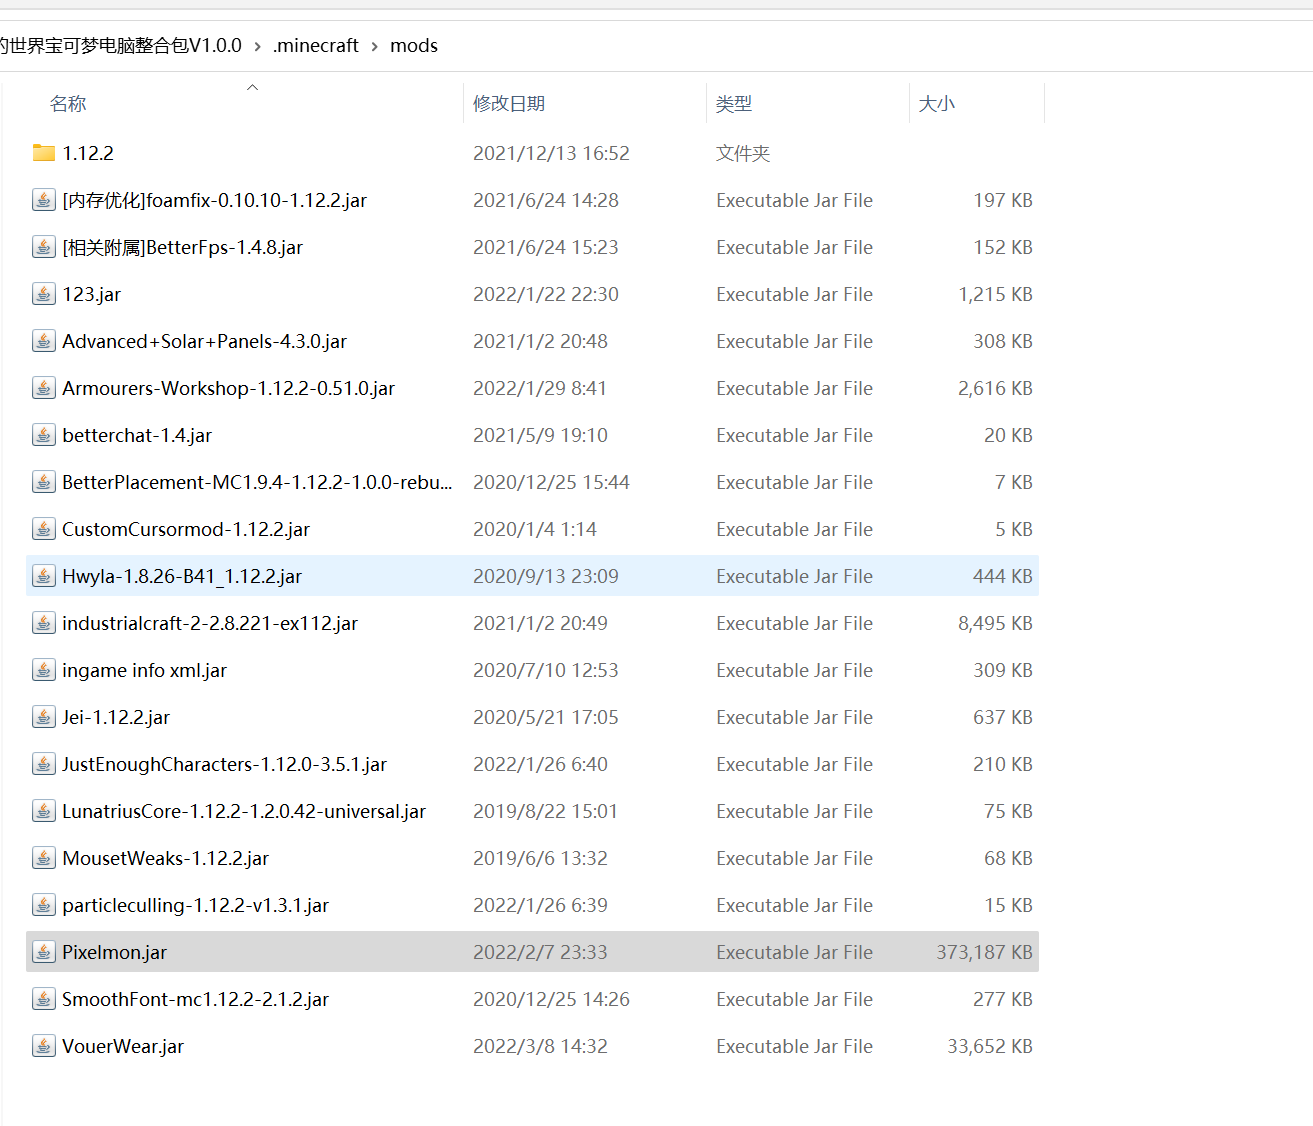 的世界宝可梦电脑整合包V1.0.0 › .minecraft › mods
名称 修改日期 类型 大小
1.12.2 2021/12/13 16:52 文件夹
[内存优化]foamfix-0.10.10-1.12.2.jar 2021/6/24 14:28 Executable Jar File 197 KB
[相关附属]BetterFps-1.4.8.jar 2021/6/24 15:23 Executable Jar File 152 KB
123.jar 2022/1/22 22:30 Executable Jar File 1,215 KB
Advanced+Solar+Panels-4.3.0.jar 2021/1/2 20:48 Executable Jar File 308 KB
Armourers-Workshop-1.12.2-0.51.0.jar 2022/1/29 8:41 Executable Jar File 2,616 KB
betterchat-1.4.jar 2021/5/9 19:10 Executable Jar File 20 KB
BetterPlacement-MC1.9.4-1.12.2-1.0.0-rebu... 2020/12/25 15:44 Executable Jar File 7 KB
CustomCursormod-1.12.2.jar 2020/1/4 1:14 Executable Jar File 5 KB
Hwyla-1.8.26-B41_1.12.2.jar 2020/9/13 23:09 Executable Jar File 444 KB
industrialcraft-2-2.8.221-ex112.jar 2021/1/2 20:49 Executable Jar File 8,495 KB
ingame info xml.jar 2020/7/10 12:53 Executable Jar File 309 KB
Jei-1.12.2.jar 2020/5/21 17:05 Executable Jar File 637 KB
JustEnoughCharacters-1.12.0-3.5.1.jar 2022/1/26 6:40 Executable Jar File 210 KB
LunatriusCore-1.12.2-1.2.0.42-universal.jar 2019/8/22 15:01 Executable Jar File 75 KB
MousetWeaks-1.12.2.jar 2019/6/6 13:32 Executable Jar File 68 KB
particleculling-1.12.2-v1.3.1.jar 2022/1/26 6:39 Executable Jar File 15 KB
Pixelmon.jar 2022/2/7 23:33 Executable Jar File 373,187 KB
SmoothFont-mc1.12.2-2.1.2.jar 2020/12/25 14:26 Executable Jar File 277 KB
VouerWear.jar 2022/3/8 14:32 Executable Jar File 33,652 KB